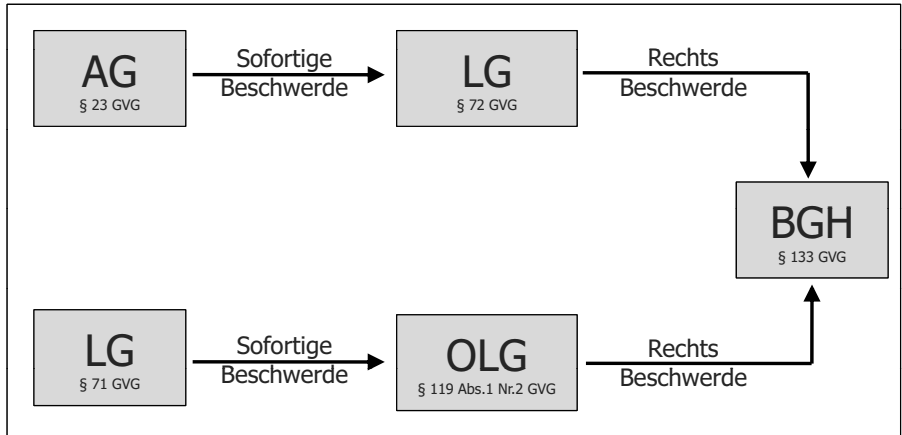 AG
§ 23 GVG
Sofortige
Beschwerde
LG
§ 72 GVG
Rechts
Beschwerde
BGH
§ 133 GVG
LG
§ 71 GVG
Sofortige
Beschwerde
OLG
§ 119 Abs.1 Nr.2 GVG
Rechts
Beschwerde